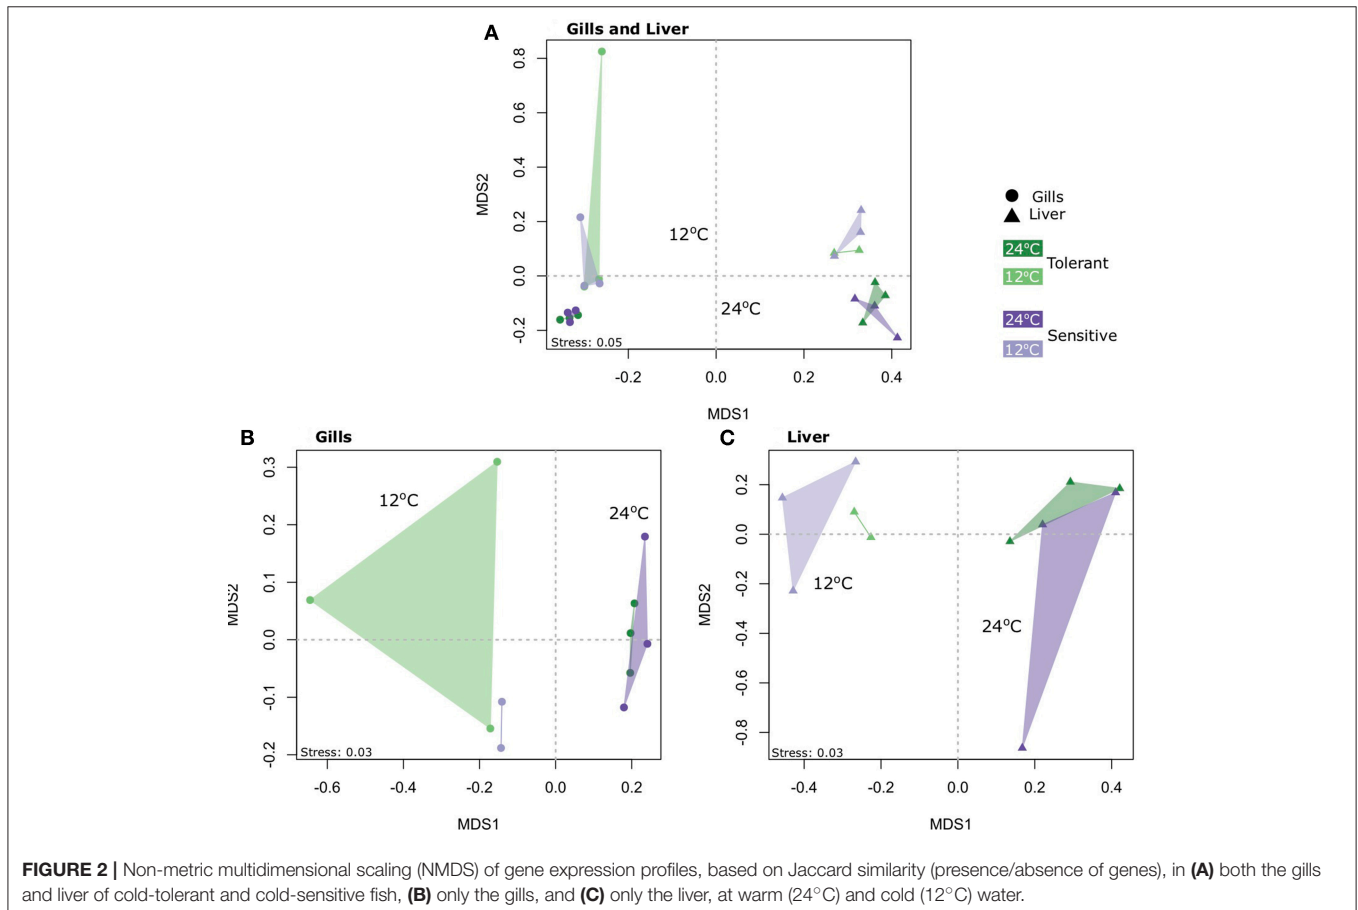 A Gills and Liver
0.8
0.6
0.4
0.2
0.0
-0.2
MDS2
12°C
24°C
Stress: 0.05
-0.2 0.0 0.2 0.4
MDS1
Gills
Liver
24°C
12°C
Tolerant
24°C
12°C
Sensitive
B Gills
0.3
0.2
0.1
0.0
-0.1
-0.2
MDS2
12°C
24°C
Stress: 0.03
-0.6 -0.4 -0.2 0.0 0.2
MDS1
C Liver
0.2
0.0
-0.2
-0.4
-0.6
-0.8
MDS2
12°C
24°C
Stress: 0.03
-0.4 -0.2 0.0 0.2 0.4
MDS1
FIGURE 2 | Non-metric multidimensional scaling (NMDS) of gene expression profiles, based on Jaccard similarity (presence/absence of genes), in (A) both the gills
and liver of cold-tolerant and cold-sensitive fish, (B) only the gills, and (C) only the liver, at warm (24°C) and cold (12°C) water.